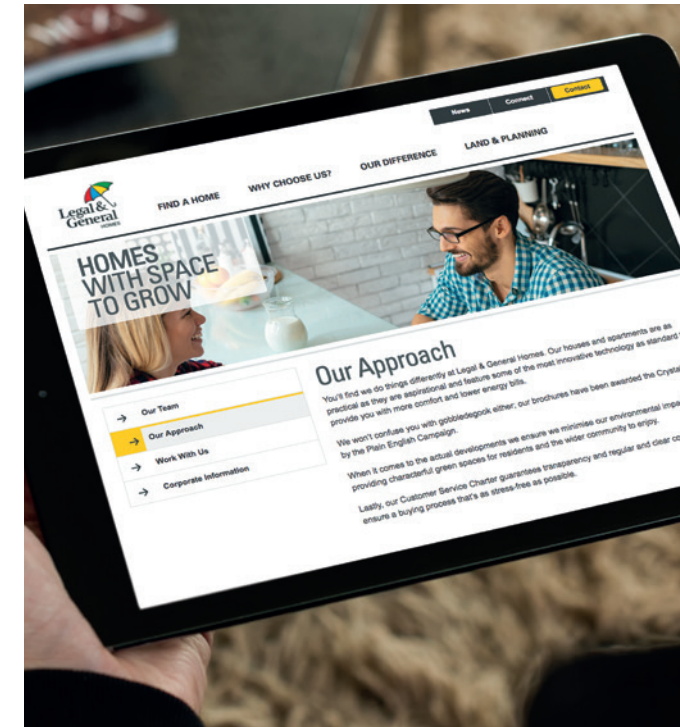 News Connect Contact
Legal &
General
HOMES
FIND A HOME WHY CHOOSE US? OUR DIFFERENCE LAND & PLANNING
HOMES
WITH SPACE
TO GROW
Our Team
Our Approach
Work With Us
Corporate Information
Our Approach
You'll find we do things differently at Legal & General Homes. Our houses and apartments are as
practical as they are aspirational and feature some of the most innovative technology as standard
provide you with more comfort and lower energy bills.
We won't confuse you with gobbledegook either; our brochures have been awarded the Crystal
by the Plain English Campaign.
When it comes to the actual developments we ensure we minimise our environmental
providing characterful green spaces for residents and the wider community to enjoy.
Lastly, our Customer Service Charter guarantees transparency and regular and clear
ensure a buying process that's as stress-free as possible.